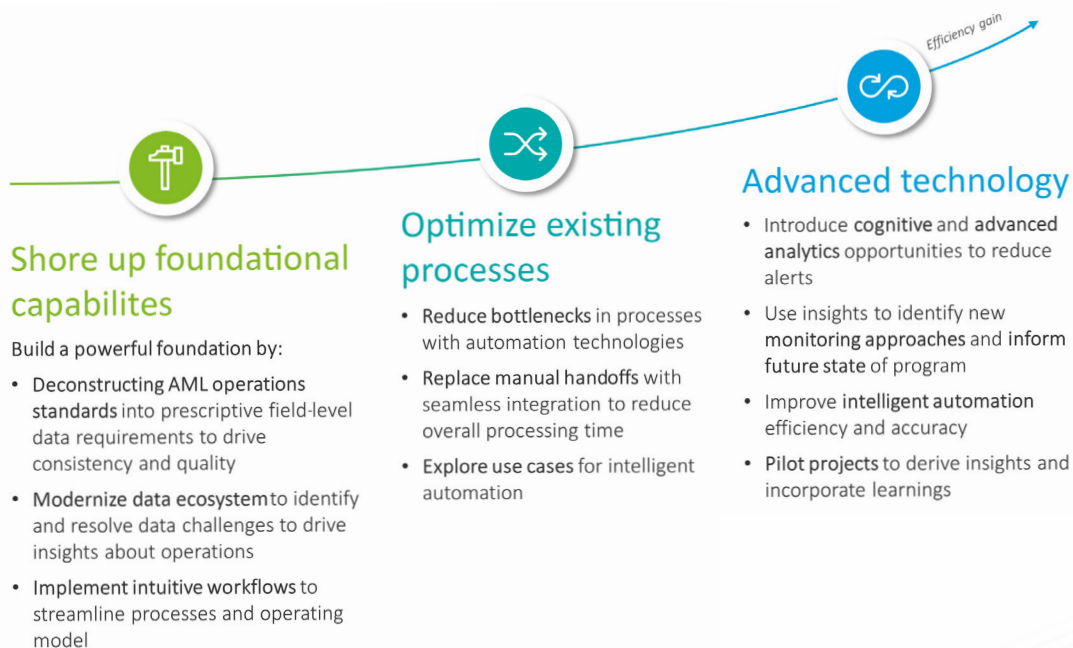 Efficiency gain
Shore up foundational
capabilites
Build a powerful foundation by:
• Deconstructing AML operations
standards into prescriptive field-level
data requirements to drive
consistency and quality
• Modernize data ecosystem to identify
and resolve data challenges to drive
insights about operations
• Implement intuitive workflows to
streamline processes and operating
model
Optimize existing
processes
• Reduce bottlenecks in processes
with automation technologies
• Replace manual handoffs with
seamless integration to reduce
overall processing time
• Explore use cases for intelligent
automation
Advanced technology
• Introduce cognitive and advanced
analytics opportunities to reduce
alerts
• Use insights to identify new
monitoring approaches and inform
future state of program
• Improve intelligent automation
efficiency and accuracy
• Pilot projects to derive insights and
incorporate learnings